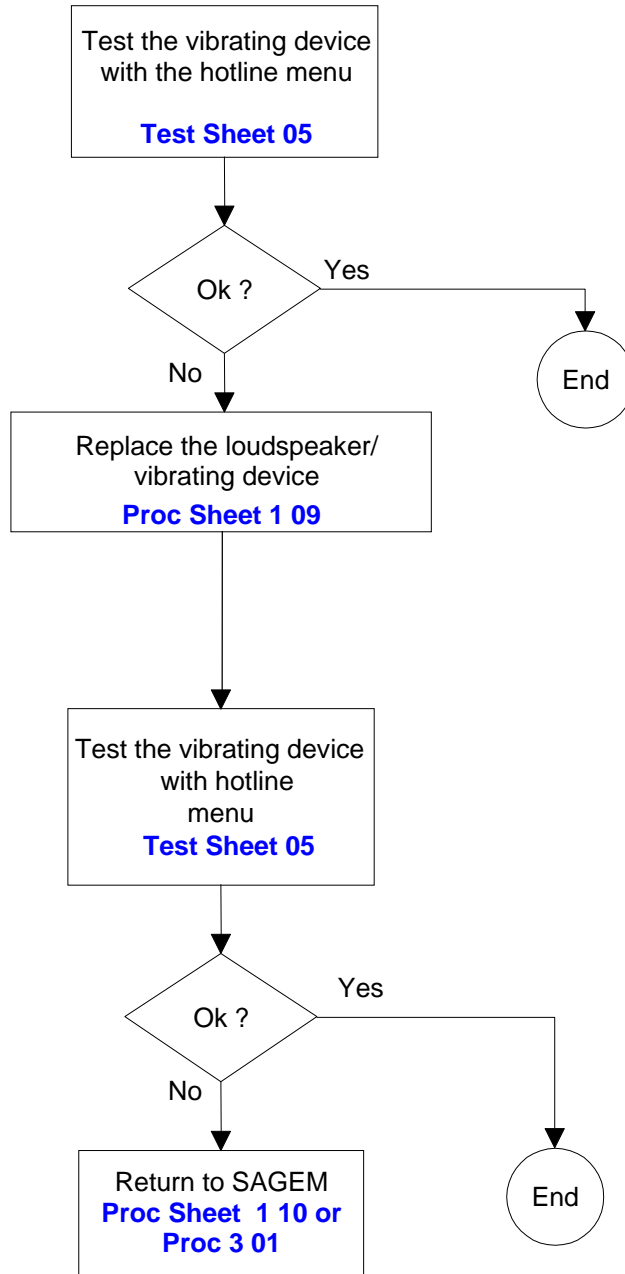 Test the vibrating device
with the hotline menu
Test Sheet 05
Ok ?
Yes
End
No
Replace the loudspeaker/
vibrating device
Proc Sheet 1 09
Test the vibrating device
with hotline
menu
Test Sheet 05
Ok ?
Yes
No
End
Return to SAGEM
Proc Sheet 1 10 or
Proc 3 01